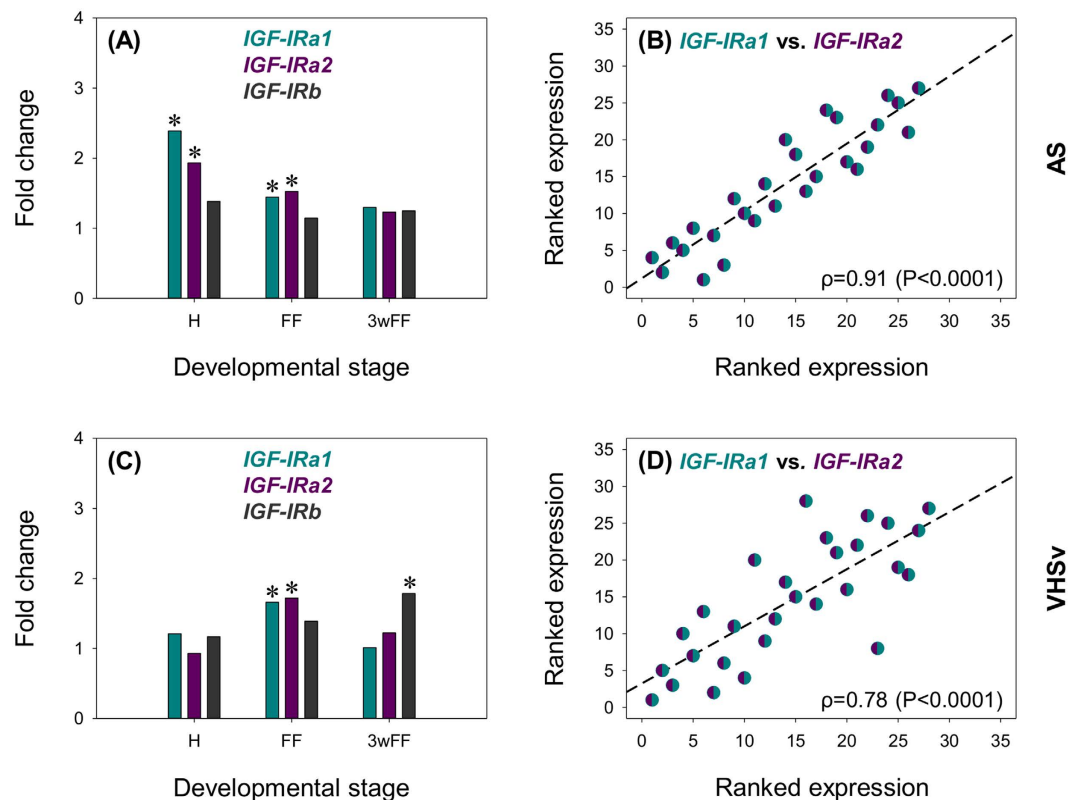 (A)
IGF-IRa1
IGF-IRa2
IGF-IRb
4
3
2
1
0
Fold change
* * * *
H FF 3wFF
Developmental stage
(B) IGF-IRa1 vs. IGF-IRa2
35
30
25
20
15
10
5
0
Ranked expression
ρ=0.91 (P<0.0001)
0 5 10 15 20 25 30 35
Ranked expression
AS
(C)
IGF-IRa1
IGF-IRa2
IGF-IRb
4
3
2
1
0
Fold change
* * *
H FF 3wFF
Developmental stage
(D) IGF-IRa1 vs. IGF-IRa2
35
30
25
20
15
10
5
0
Ranked expression
ρ=0.78 (P<0.0001)
0 5 10 15 20 25 30 35
Ranked expression
VHSv